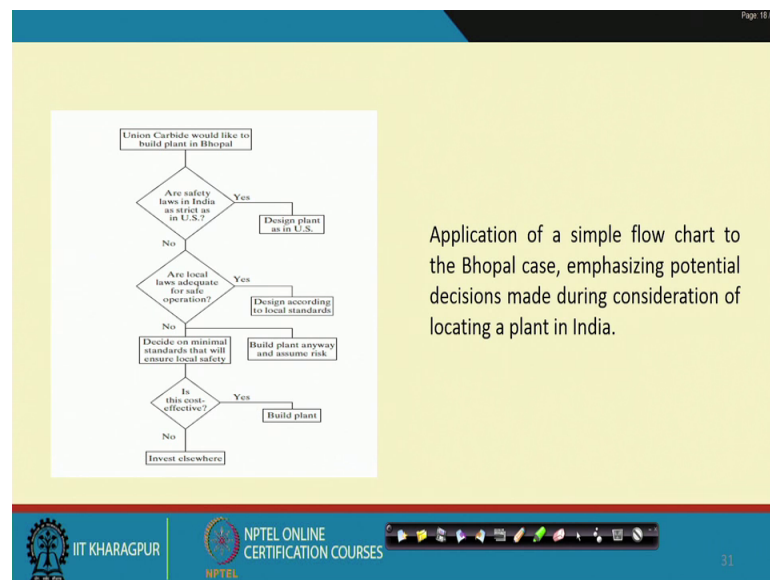 Page: 18
Union Carbide would like to
build plant in Bhopal
Are safety
laws in India
as strict as
in U.S.?
Yes
Design plant
as in U.S.
No
Are local
laws adequate
for safe
operation?
Yes
Design according
to local standards
No
Decide on minimal
standards that will
ensure local safety
Build plant anyway
and assume risk
Is
this cost-
effective?
Yes
Build plant
No
Invest elsewhere
Application of a simple flow chart to
the Bhopal case, emphasizing potential
decisions made during consideration of
locating a plant in India.
IIT KHARAGPUR
NPTEL
NPTEL ONLINE
CERTIFICATION COURSES
31